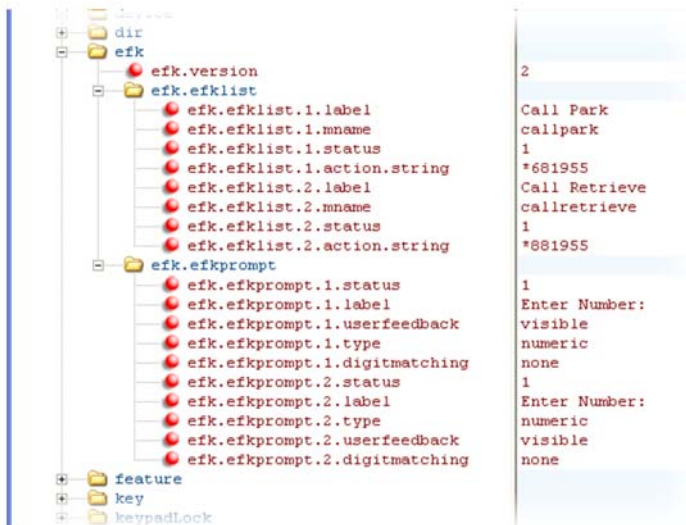 device
dir
efk
efk.version 2
efk.efklist
efk.efklist.1.label Call Park
efk.efklist.1.mname callpark
efk.efklist.1.status 1
efk.efklist.1.action.string *681955
efk.efklist.2.label Call Retrieve
efk.efklist.2.mname callretrieve
efk.efklist.2.status 1
efk.efklist.2.action.string *881955
efk.efkprompt
efk.efkprompt.1.status 1
efk.efkprompt.1.label Enter Number:
efk.efkprompt.1.userfeedback visible
efk.efkprompt.1.type numeric
efk.efkprompt.1.digitmatching none
efk.efkprompt.2.status 1
efk.efkprompt.2.label Enter Number:
efk.efkprompt.2.type numeric
efk.efkprompt.2.userfeedback visible
efk.efkprompt.2.digitmatching none
feature
key
keypadLock